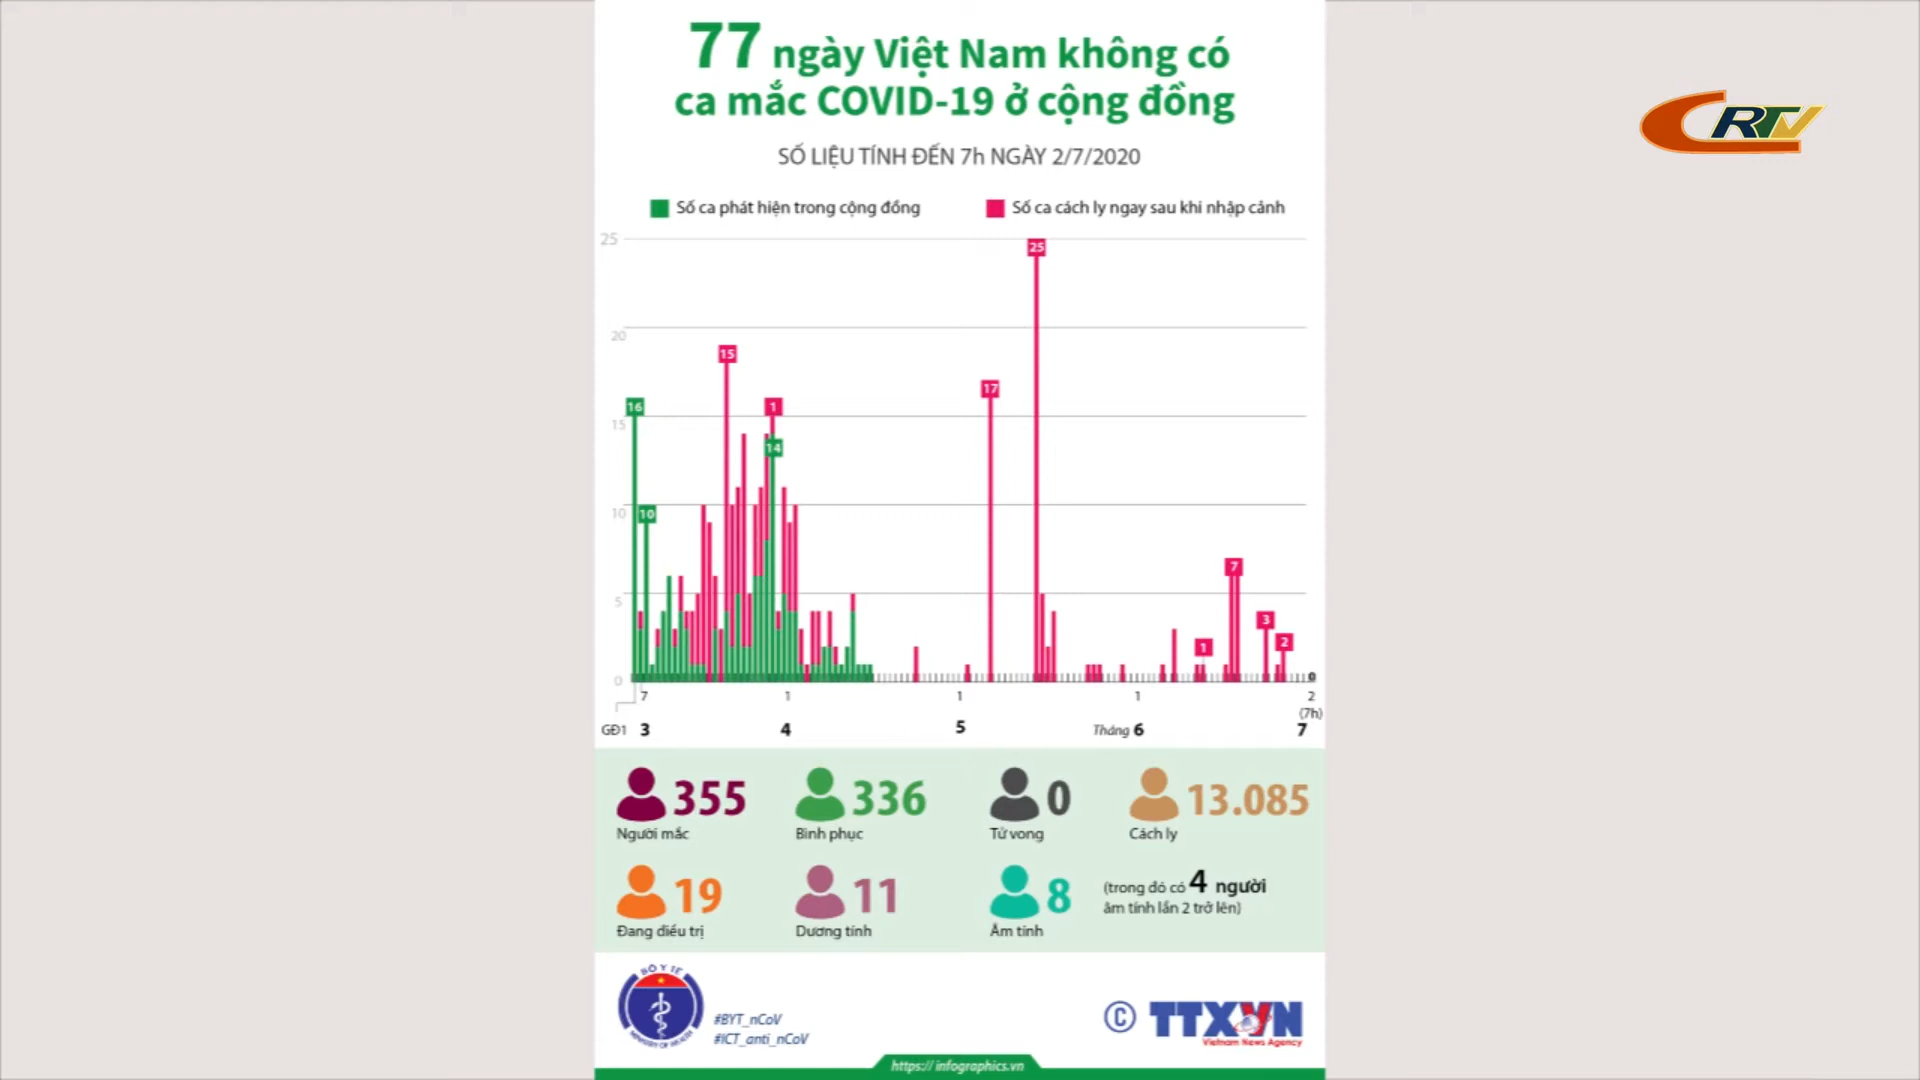 77 ngày Việt Nam không có
ca mắc COVID-19 ở cộng đồng
SỐ LIỆU TÍNH ĐẾN 7h NGÀY 2/7/2020
CRTV
Số ca phát hiện trong cộng đồng
Số ca cách ly ngay sau khi nhập cảnh
25
20
15
10
5
0
16
10
15
1
14
17
25
1
7
3
2
0
7
1
1
1
2
(7h)
GĐ1
3
4
5
Tháng 6
7
355
Người mắc
336
Bình phục
0
Tử vong
13.085
Cách ly
19
Đang điều trị
11
Dương tính
8
Âm tính
(trong đó có 4 người
âm tính lần 2 trở lên)
BỘ Y TẾ
MINISTRY OF HEALTH
#BYT_nCoV
#ICT_anti_nCoV
© TTXVN
Vietnam News Agency
https://infographics.vn